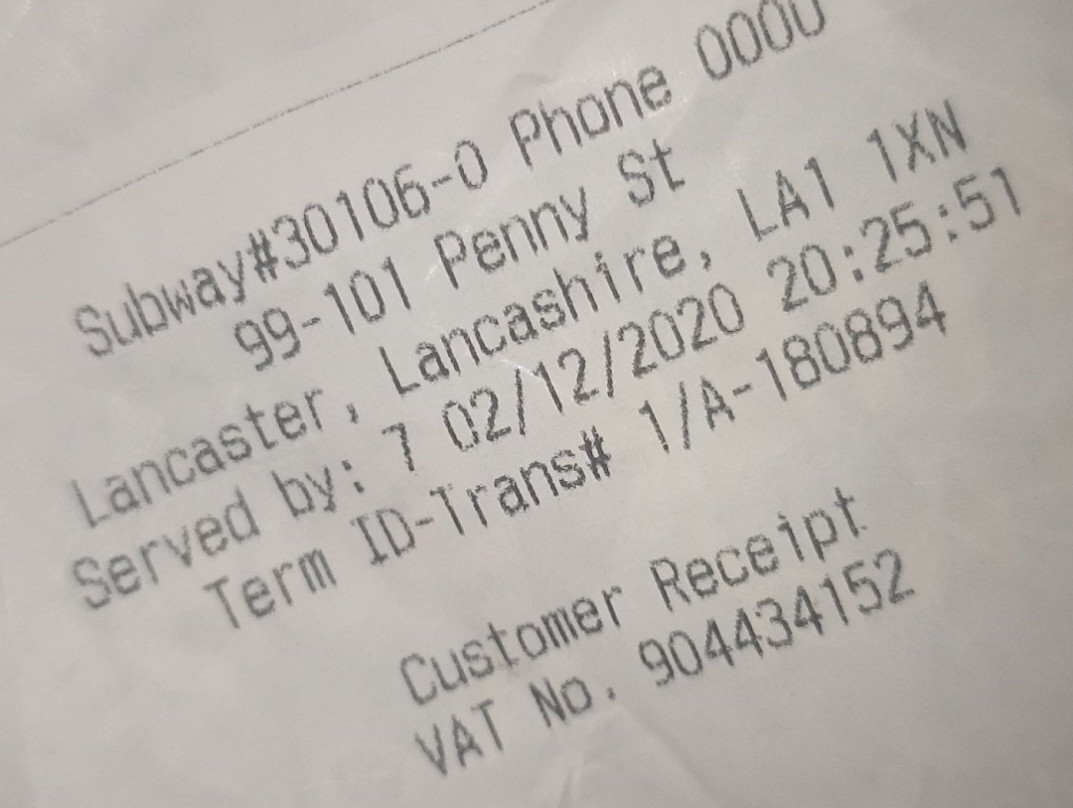 Subway#30106-0 Phone 0000
99-101 Penny St
Lancaster, Lancashire, LA1 1XN
Served by: 7 02/12/2020 20:25:51
Term ID-Trans# 1/A-180894
Customer Receipt
VAT No. 904434152